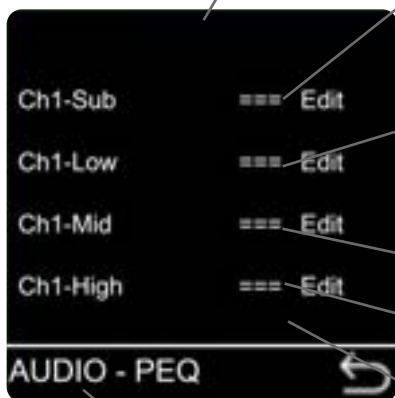 Ch1-Sub === Edit
Ch1-Low === Edit
Ch1-Mid === Edit
Ch1-High === Edit
AUDIO - PEQ